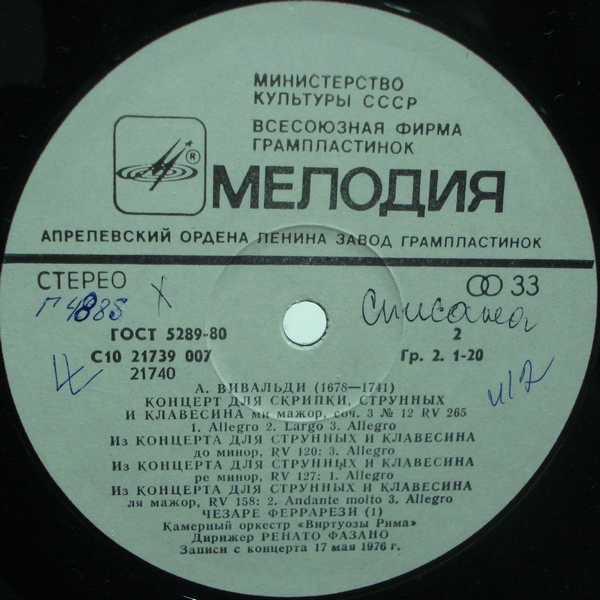 МИНИСТЕРСТВО
КУЛЬТУРЫ СССР
ВСЕСОЮЗНАЯ ФИРМА
ГРАМПЛАСТИНОК
®
МЕЛОДИЯ
АПРЕЛЕВСКИЙ ОРДЕНА ЛЕНИНА ЗАВОД ГРАМПЛАСТИНОК
СТЕРЕО 33
списана
ГОСТ 5289-80 2
С10 21739 007 Гр. 2. 1-20
21740
А. ВИВАЛЬДИ (1678—1741)
КОНЦЕРТ ДЛЯ СКРИПКИ, СТРУННЫХ
И КЛАВЕСИНА ми мажор, соч. 3 № 12 RV 265
1. Allegro 2. Largo 3. Allegro
Из КОНЦЕРТА ДЛЯ СТРУННЫХ И КЛАВЕСИНА
до минор, RV 120: 3. Allegro
Из КОНЦЕРТА ДЛЯ СТРУННЫХ И КЛАВЕСИНА
ре минор, RV 127: 1. Allegro
Из КОНЦЕРТА ДЛЯ СТРУННЫХ И КЛАВЕСИНА
ля мажор, RV 158: 2. Andante molto 3. Allegro
ЧЕЗАРЕ ФЕРРАРЕЗИ (1)
Камерный оркестр «Виртуозы Рима»
Дирижер РЕНАТО ФАЗАНО
Записи с концерта 17 мая 1976 г.